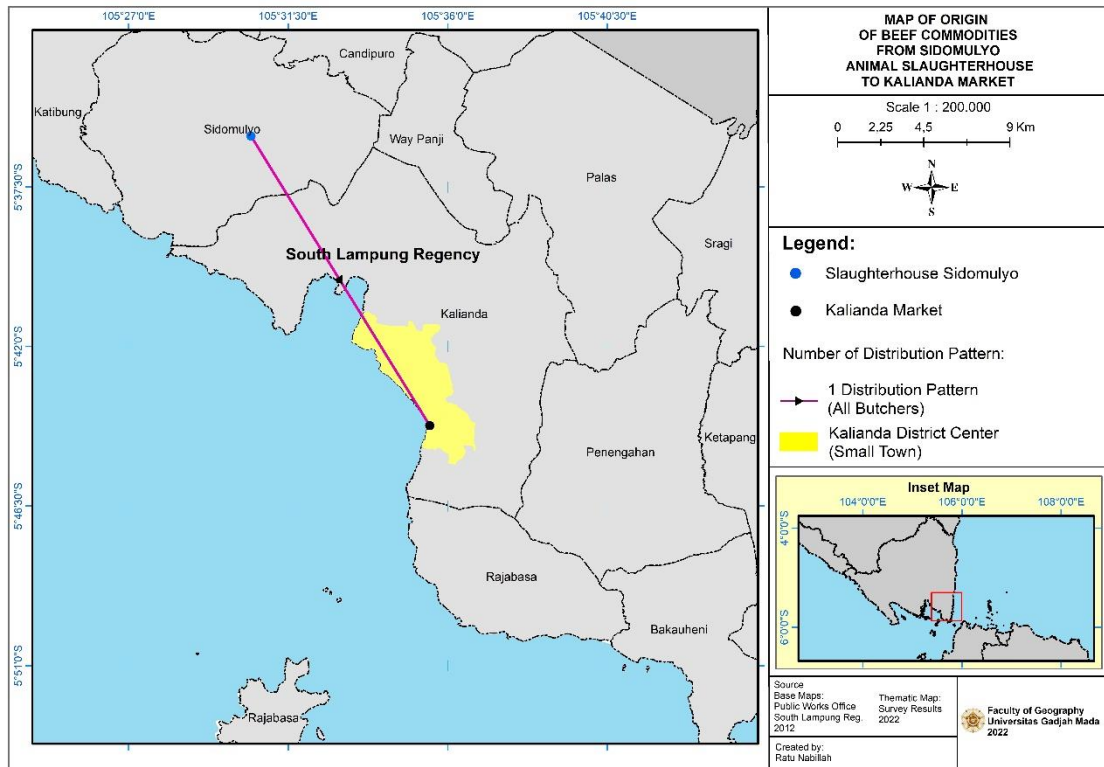 105°27'0"E 105°31'30"E 105°36'0"E 105°40'30"E
5°37'30"S
5°42'0"S
5°46'30"S
5°51'0"S
Candipuro
Katibung
Sidomulyo
Way Panji
Palas
Sragi
South Lampung Regency
Kalianda
Penengahan
Ketapang
Rajabasa
Bakauheni
Rajabasa
MAP OF ORIGIN
OF BEEF COMMODITIES
FROM SIDOMULYO
ANIMAL SLAUGHTERHOUSE
TO KALIANDA MARKET
Scale 1 : 200.000
0 2,25 4,5 9 Km
N
W E
S
Legend:
Slaughterhouse Sidomulyo
Kalianda Market
Number of Distribution Pattern:
1 Distribution Pattern
(All Butchers)
Kalianda District Center
(Small Town)
Inset Map
104°0'0"E 106°0'0"E 108°0'0"E
4°0'0"S
6°0'0"S
Source
Base Maps:
Public Works Office
South Lampung Reg.
2012
Thematic Map:
Survey Results
2022
Created by:
Ratu Nabillah
Faculty of Geography
Universitas Gadjah Mada
2022